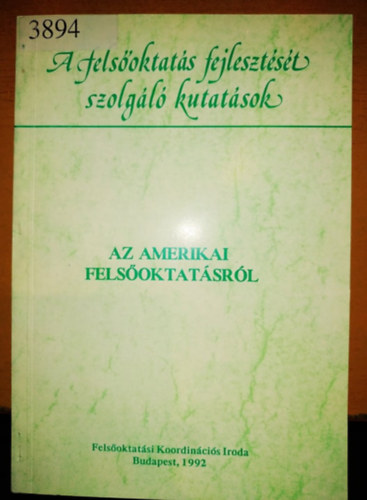 3894
A felsőoktatás fejlesztését
szolgáló kutatások
AZ AMERIKAI
FELSŐOKTATÁSRÓL
Felsőoktatási Koordinációs Iroda
Budapest, 1992